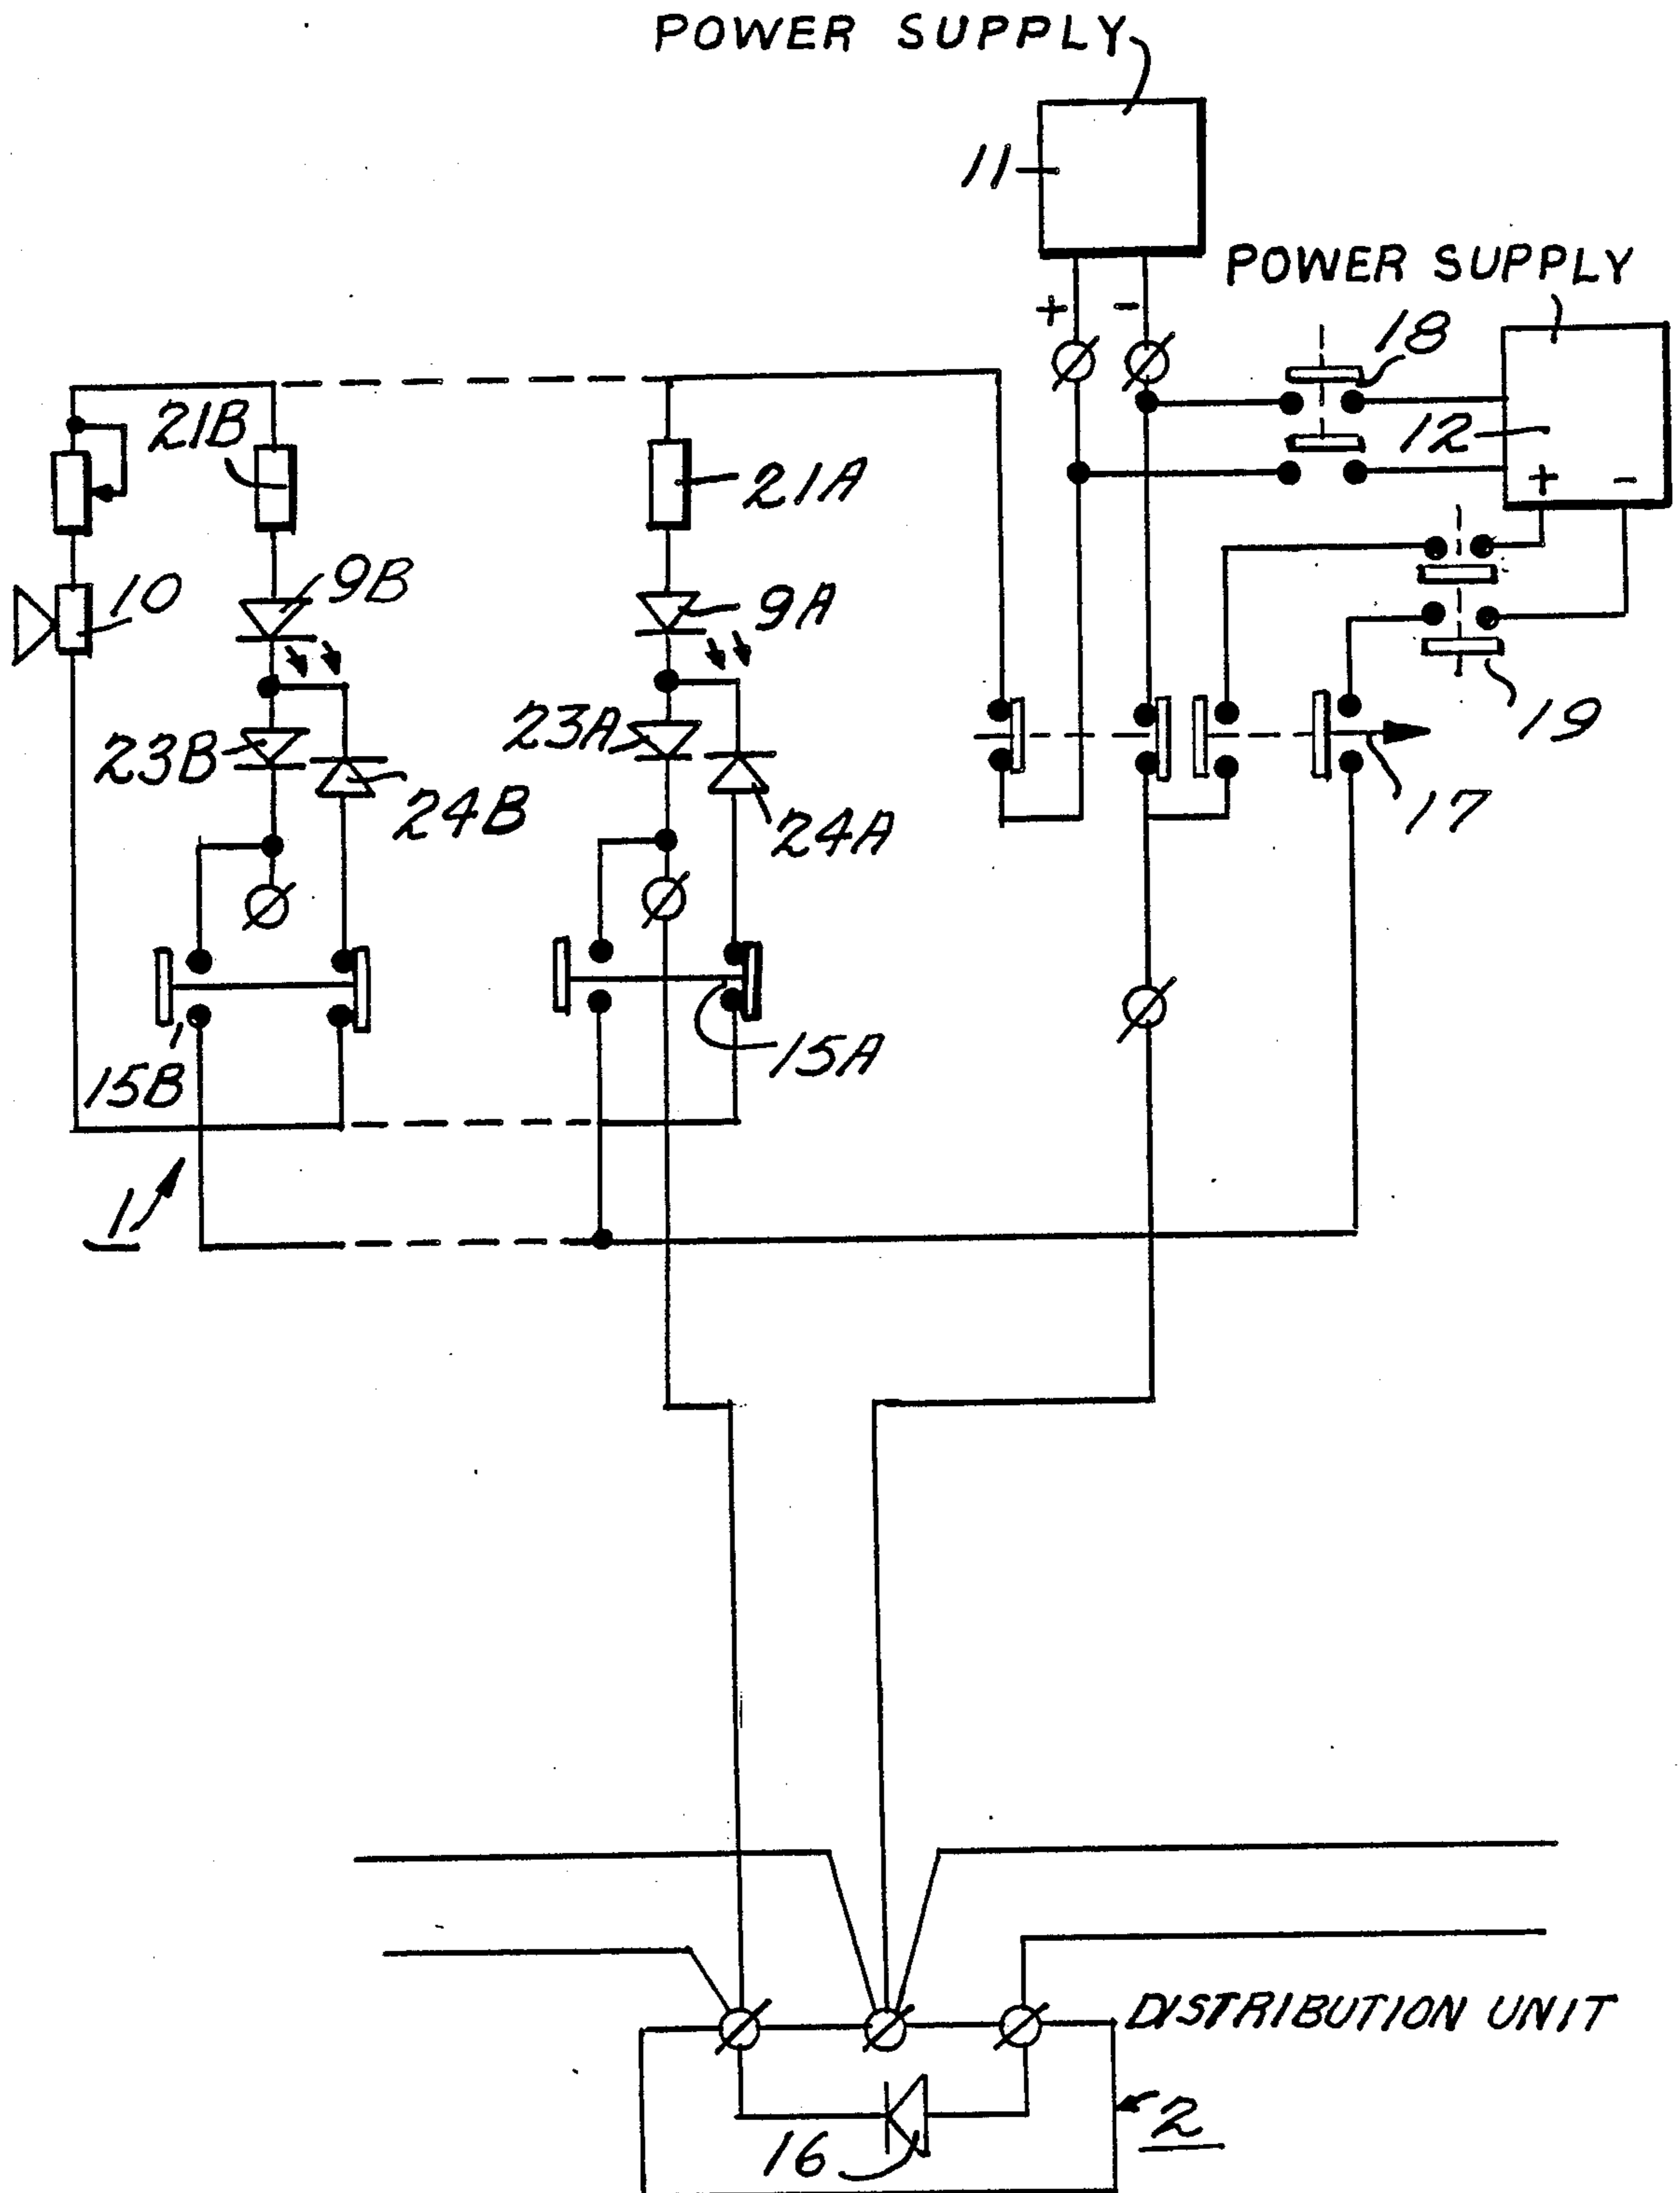 POWER SUPPLY
11
POWER SUPPLY
+ -
18
21B
12
21A
+ -
10
9B
9A
19
23B
23A
24B
17
24A
15A
15B
1
DISTRIBUTION UNIT
2
16